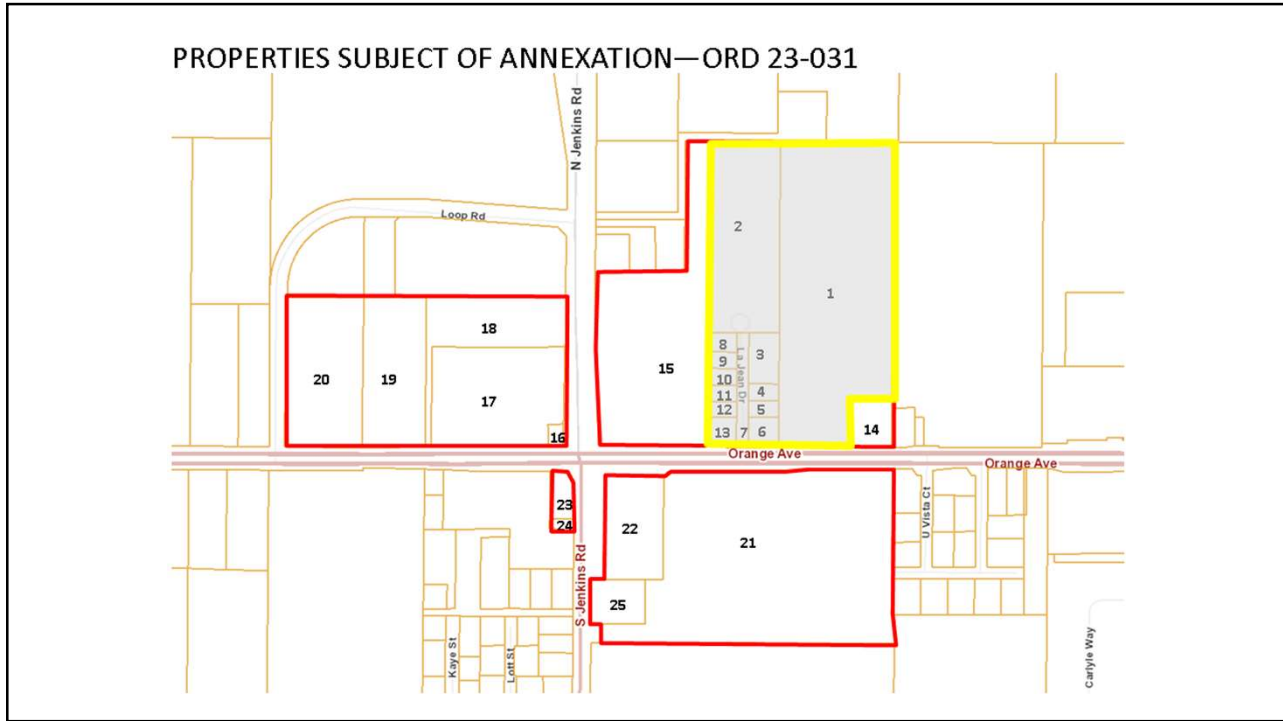 PROPERTIES SUBJECT OF ANNEXATION—ORD 23-031
N Jenkins Rd
Loop Rd
2
1
18
20
19
17
16
15
8
9
10
11
12
13
La Jean Dr
7
3
4
5
6
14
Orange Ave
Orange Ave
23
24
22
21
25
S Jenkins Rd
U Vista Ct
Kaye St
Lott St
Carlyle Way